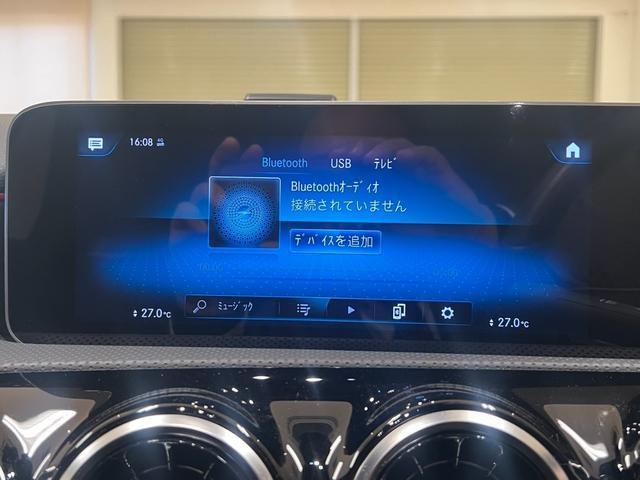 16:08 4G
Bluetooth USB テレビ
Bluetoothオーディオ
接続されていません
デバイスを追加
ミュージック
27.0℃
27.0℃